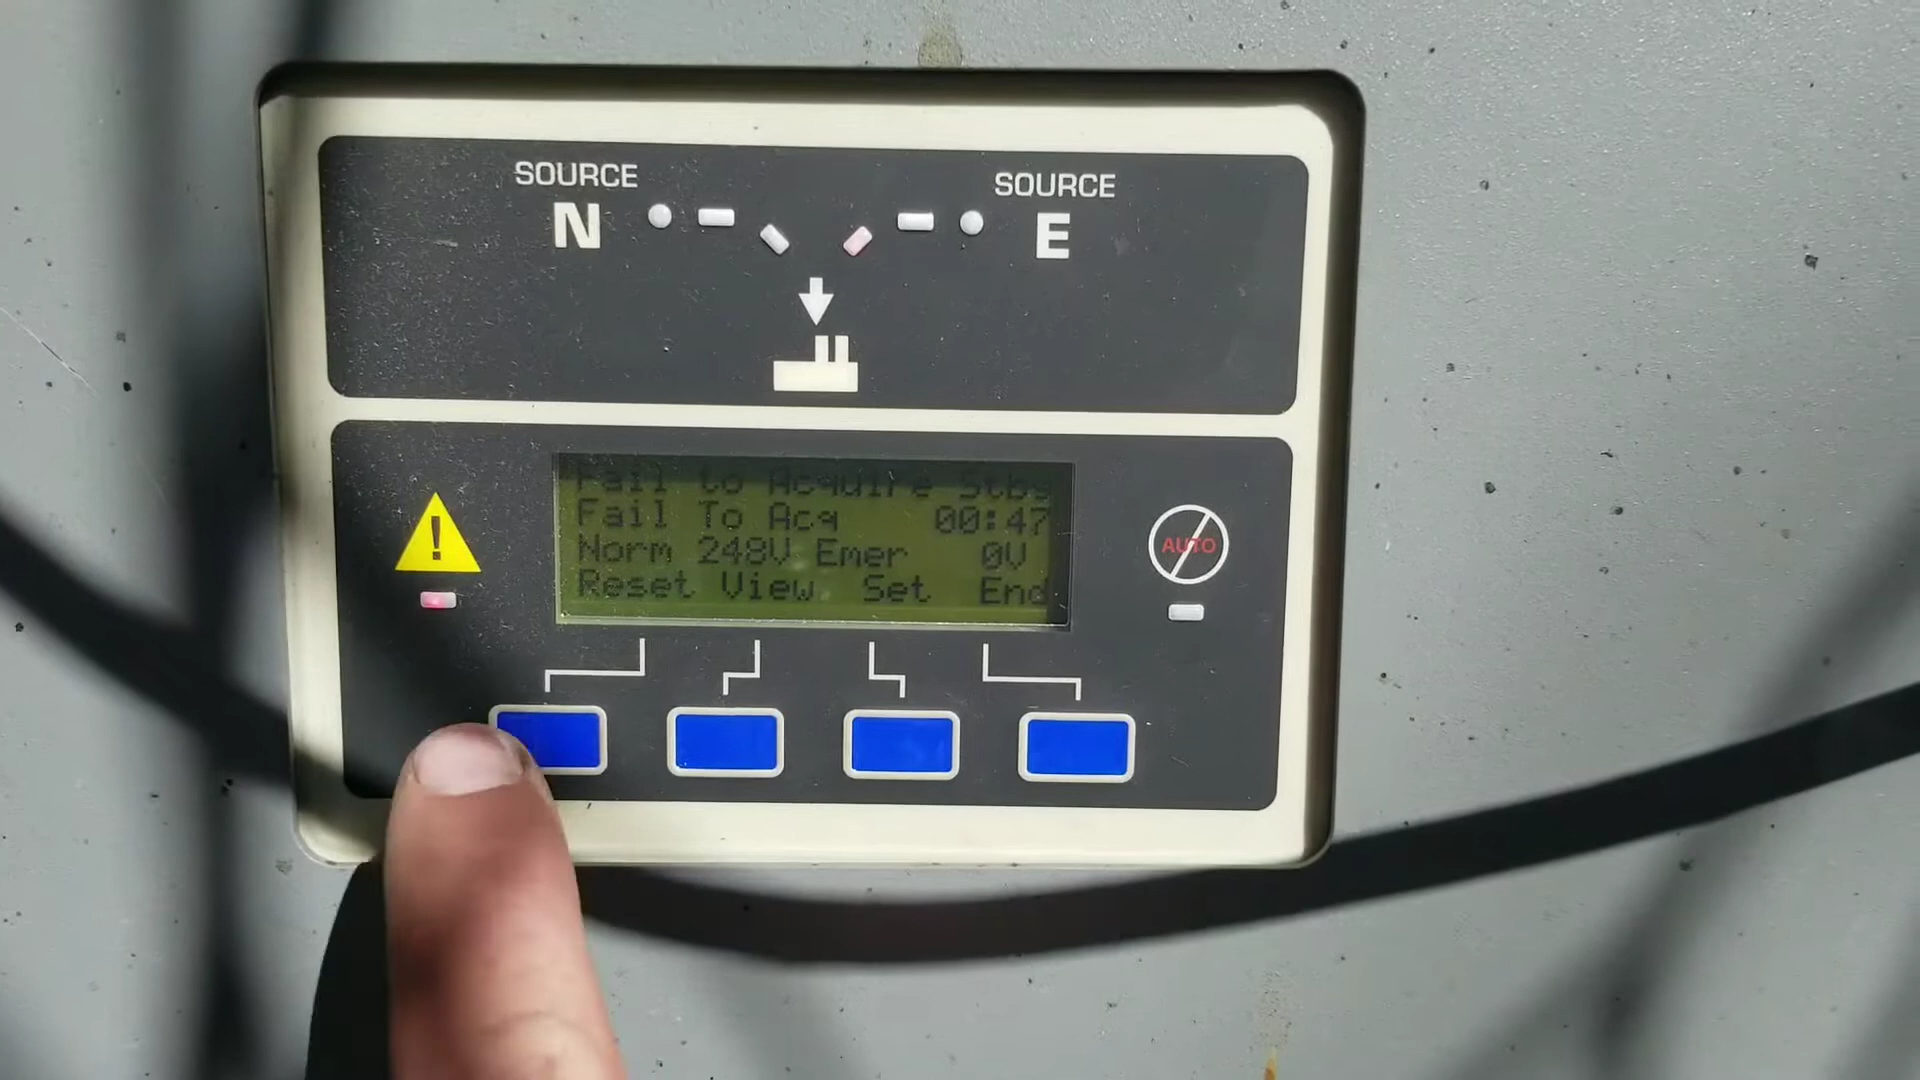 SOURCE
N
SOURCE
E
Fail to Acquire Stby
Fail To Acq 00:47
Norm 248V Emer 0V
Reset View Set End
!
AUTO